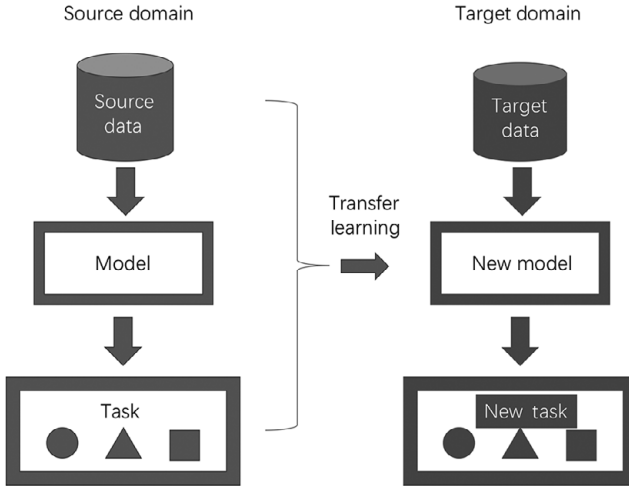 Source domain
Target domain
Source
data
Target
data
Transfer
learning
Model
New model
Task
New task